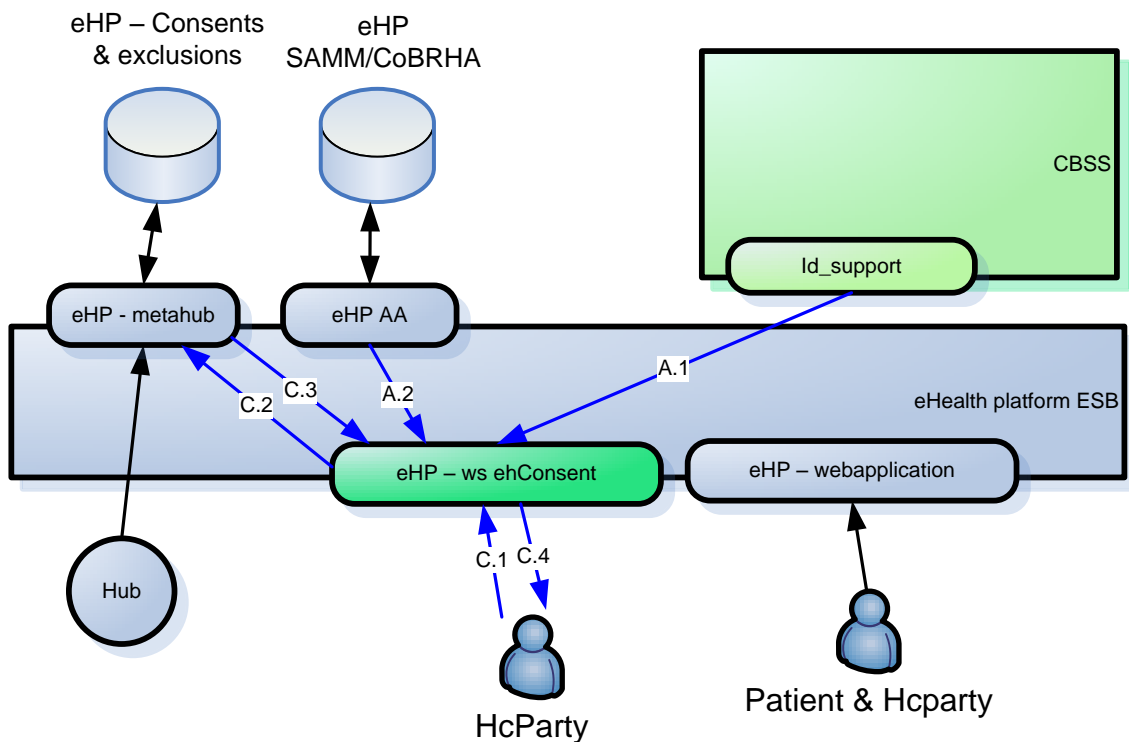 eHP – Consents
& exclusions
eHP
SAMM/CoBRHA
CBSS
Id_support
eHP - metahub
eHP AA
A.1
C.3
A.2
C.2
eHealth platform ESB
eHP – ws ehConsent
eHP – webapplication
C.1
C.4
Hub
HcParty
Patient & Hcparty